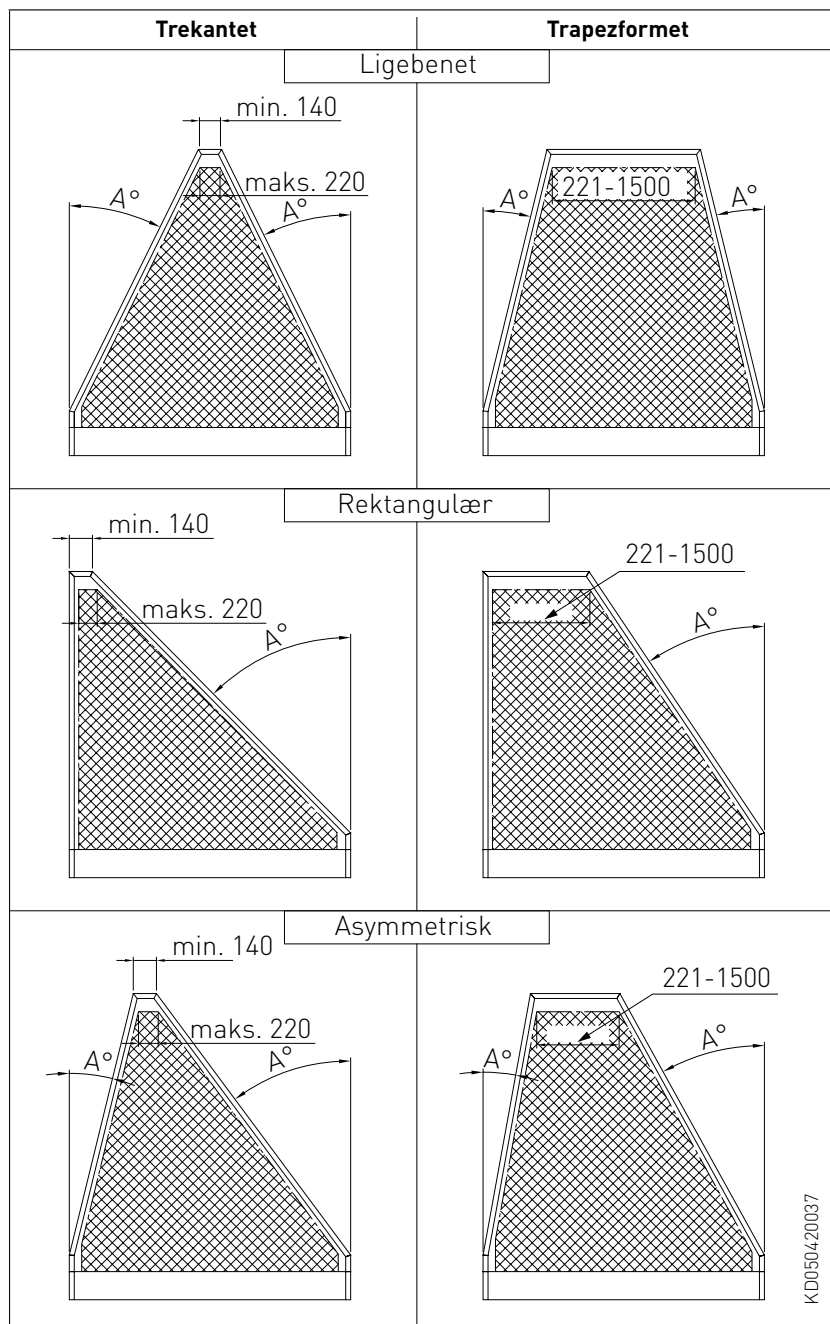 Trekantet
Trapezformet
Ligebenet
min. 140
maks. 220
A°
A°
221-1500
A°
A°
Rektangulær
min. 140
maks. 220
A°
221-1500
A°
Asymmetrisk
min. 140
maks. 220
A°
A°
221-1500
A°
A°
KD050420037